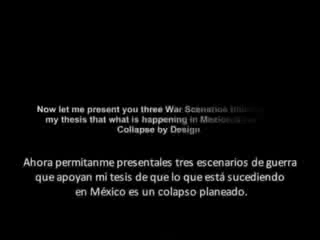 Now let me present you three War Scenarios
my thesis that what is happening in Mexico
Collapse by Design
Ahora permitanme presentales tres escenarios de guerra
que apoyan mi tesis de que lo que está sucediendo
en México es un colapso planeado.